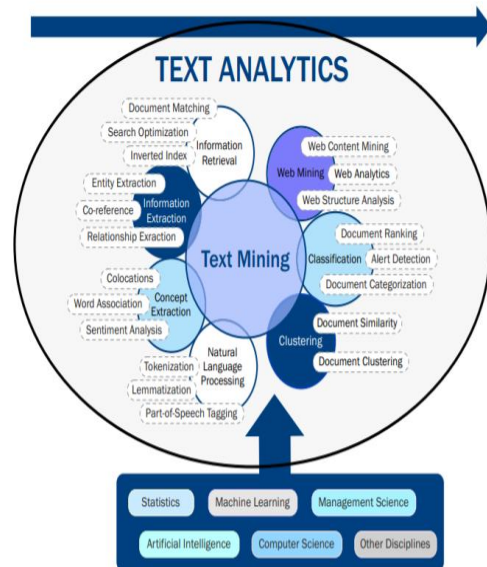 TEXT ANALYTICS
Document Matching
Search Optimization
Inverted Index
Information
Retrieval
Web Mining
Web Content Mining
Web Analytics
Web Structure Analysis
Entity Extraction
Co-reference
Relationship Exraction
Information
Extraction
Text Mining
Classification
Document Ranking
Alert Detection
Document Categorization
Colocations
Word Association
Sentiment Analysis
Concept
Extraction
Clustering
Document Similarity
Document Clustering
Tokenization
Lemmatization
Part-of-Speech Tagging
Natural
Language
Processing
Statistics
Machine Learning
Management Science
Artificial Intelligence
Computer Science
Other Disciplines